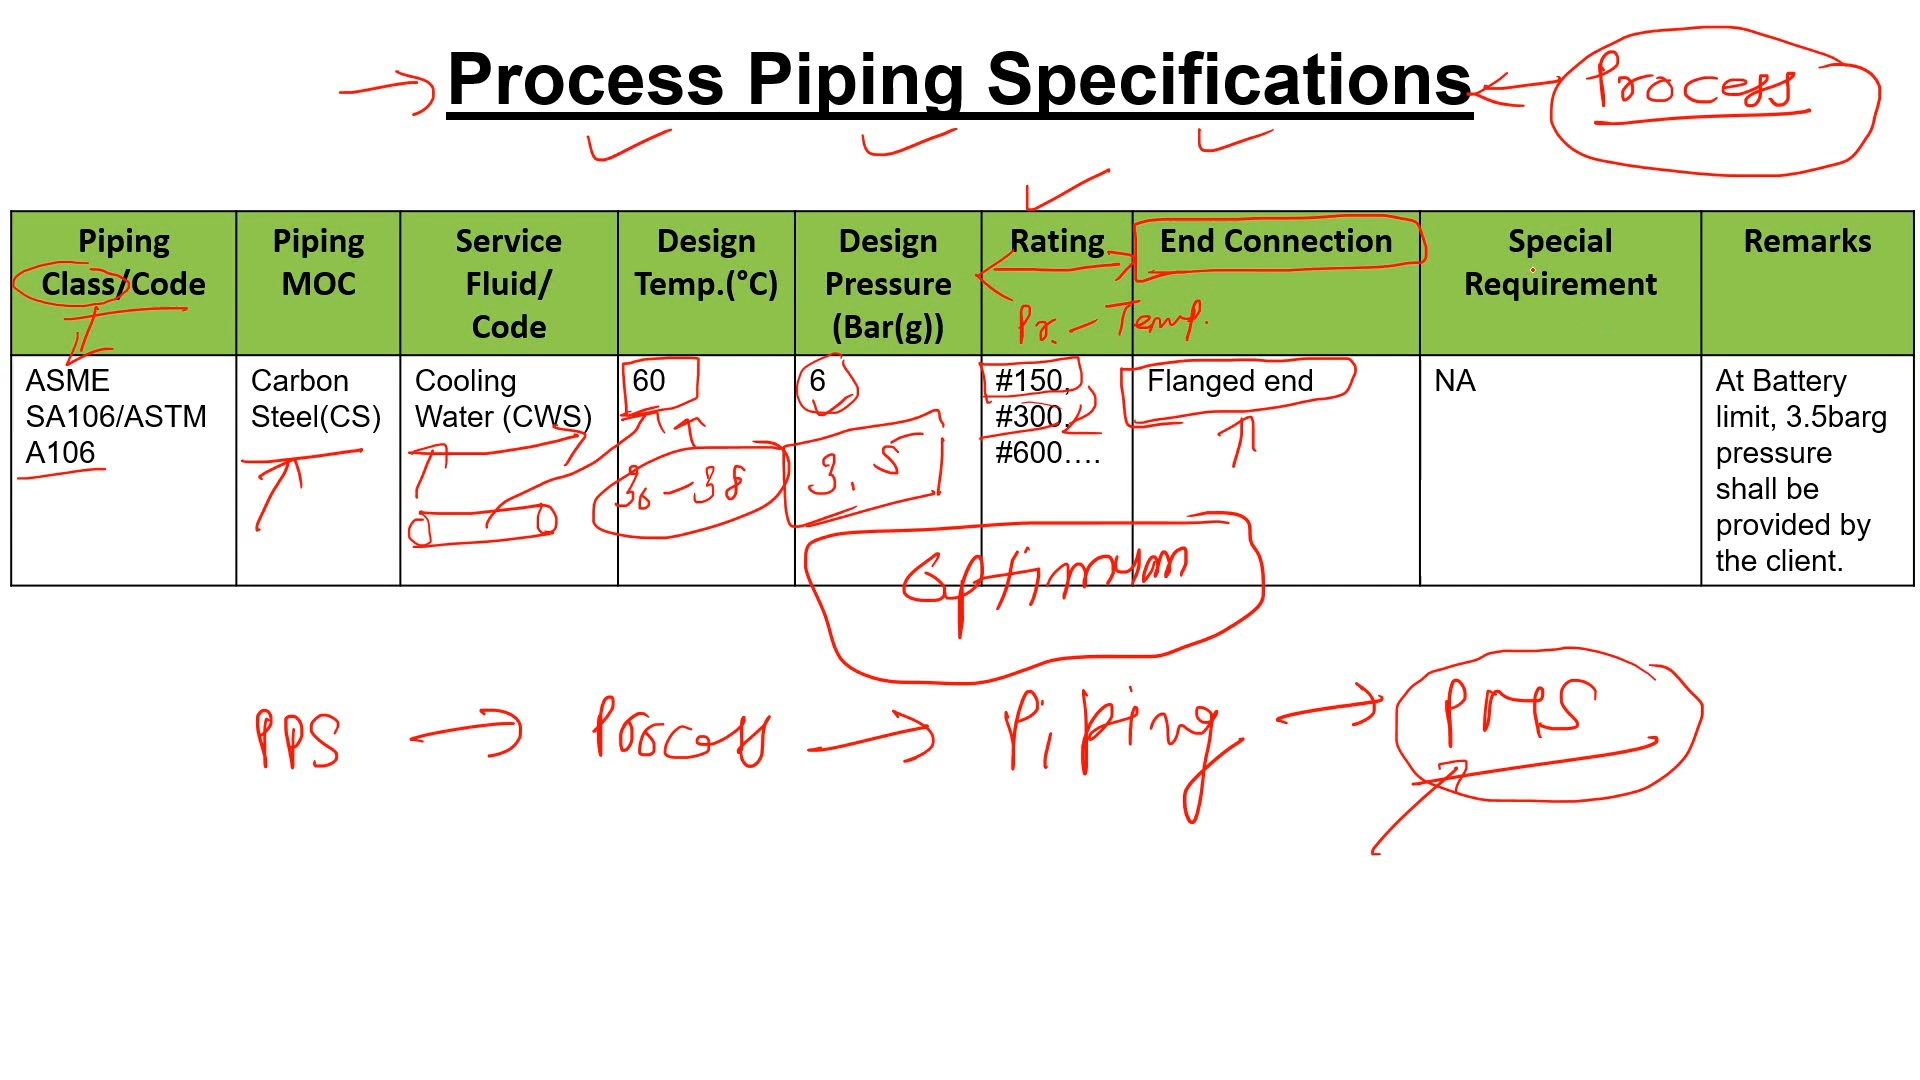 Process Piping Specifications
Process
Piping
Class/Code
Piping
MOC
Service
Fluid/
Code
Design
Temp.(°C)
Design
Pressure
(Bar(g))
Rating
Pr. - Temp.
End Connection
Special
Requirement
Remarks
ASME
SA106/ASTM
A106
Carbon
Steel(CS)
Cooling
Water (CWS)
60
30-38
6
3.5
#150,
#300,
#600....
Flanged end
NA
At Battery
limit, 3.5barg
pressure
shall be
provided by
the client.
optimum
PPS → Process → Piping → PMS